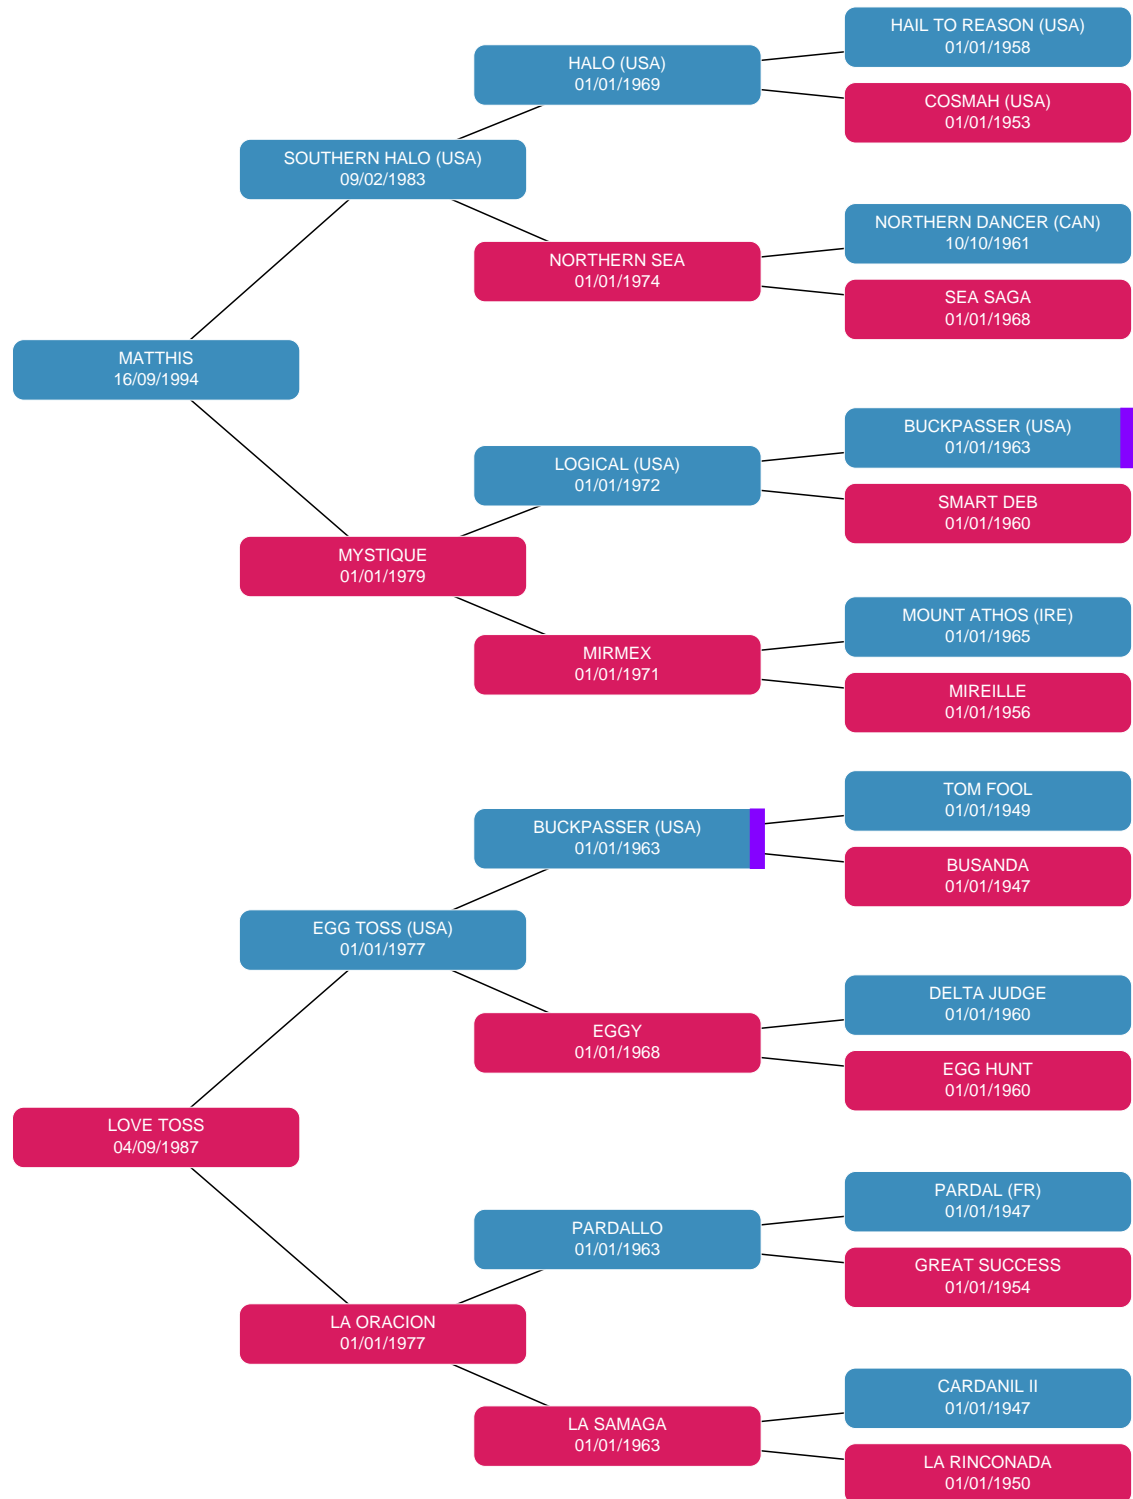 HAIL TO REASON (USA)
01/01/1958
HALO (USA)
01/01/1969
COSMAH (USA)
01/01/1953
SOUTHERN HALO (USA)
09/02/1983
NORTHERN DANCER (CAN)
10/10/1961
NORTHERN SEA
01/01/1974
SEA SAGA
01/01/1968
MATTHIS
16/09/1994
BUCKPASSER (USA)
01/01/1963
LOGICAL (USA)
01/01/1972
SMART DEB
01/01/1960
MYSTIQUE
01/01/1979
MOUNT ATHOS (IRE)
01/01/1965
MIRMEX
01/01/1971
MIREILLE
01/01/1956
TOM FOOL
01/01/1949
BUCKPASSER (USA)
01/01/1963
BUSANDA
01/01/1947
EGG TOSS (USA)
01/01/1977
DELTA JUDGE
01/01/1960
EGGY
01/01/1968
EGG HUNT
01/01/1960
LOVE TOSS
04/09/1987
PARDAL (FR)
01/01/1947
PARDALLO
01/01/1963
GREAT SUCCESS
01/01/1954
LA ORACION
01/01/1977
CARDANIL II
01/01/1947
LA SAMAGA
01/01/1963
LA RINCONADA
01/01/1950